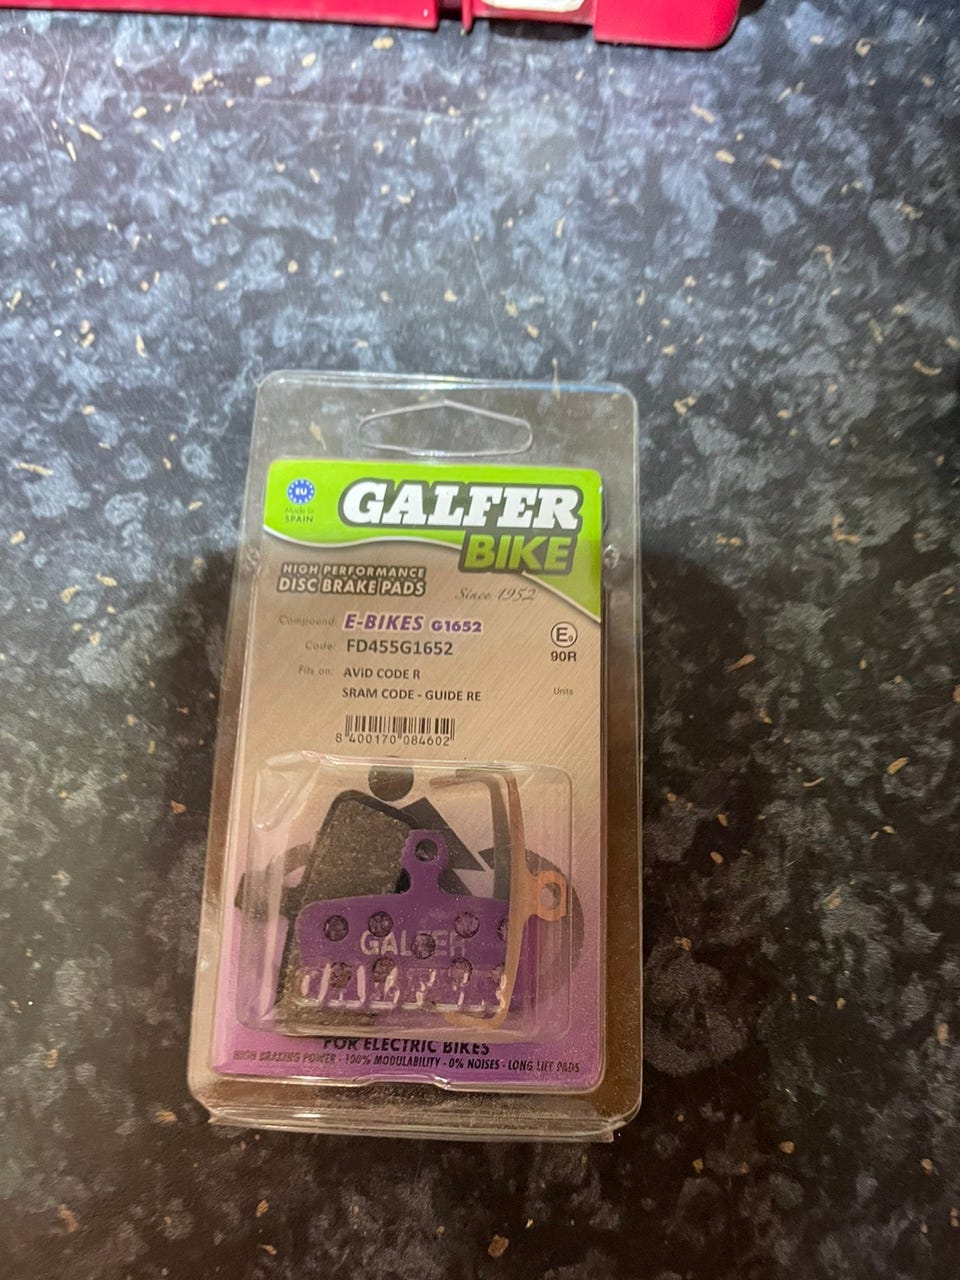 EU
Made in
SPAIN
GALFER
BIKE
HIGH PERFORMANCE
DISC BRAKE PADS
Since 1952
Compound: E-BIKES G1652
Code: FD455G1652
Fits on: AVID CODE R
SRAM CODE - GUIDE RE
E9
90R
Units
8 400170 084602
GALFER
FOR ELECTRIC BIKES
HIGH BRAKING POWER - 100% MODULABILITY - 0% NOISES - LONG LIFE PADS